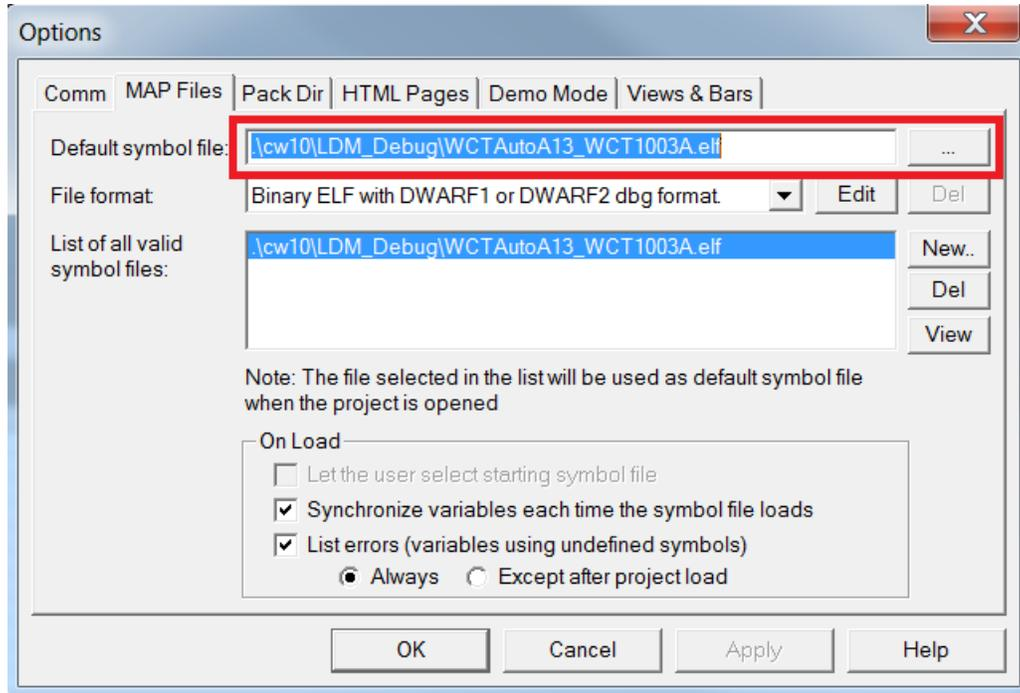 Options
X
Comm MAP Files Pack Dir HTML Pages Demo Mode Views & Bars
Default symbol file: .\cw10\LDM_Debug\WCTAutoA13_WCT1003A.elf ...
File format: Binary ELF with DWARF1 or DWARF2 dbg format. Edit Del
List of all valid
symbol files:
.\cw10\LDM_Debug\WCTAutoA13_WCT1003A.elf New..
Del
View
Note: The file selected in the list will be used as default symbol file
when the project is opened
On Load
Let the user select starting symbol file
Synchronize variables each time the symbol file loads
List errors (variables using undefined symbols)
Always Except after project load
OK Cancel Apply Help